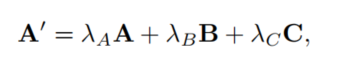 A′ = λ_A A + λ_B B + λ_C C,